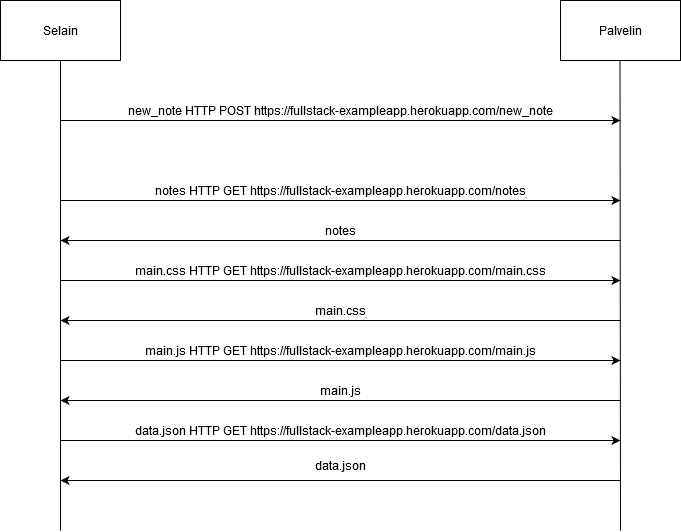 Selain
Palvelin
new_note HTTP POST https://fullstack-exampleapp.herokuapp.com/new_note
notes HTTP GET https://fullstack-exampleapp.herokuapp.com/notes
notes
main.css HTTP GET https://fullstack-exampleapp.herokuapp.com/main.css
main.css
main.js HTTP GET https://fullstack-exampleapp.herokuapp.com/main.js
main.js
data.json HTTP GET https://fullstack-exampleapp.herokuapp.com/data.json
data.json